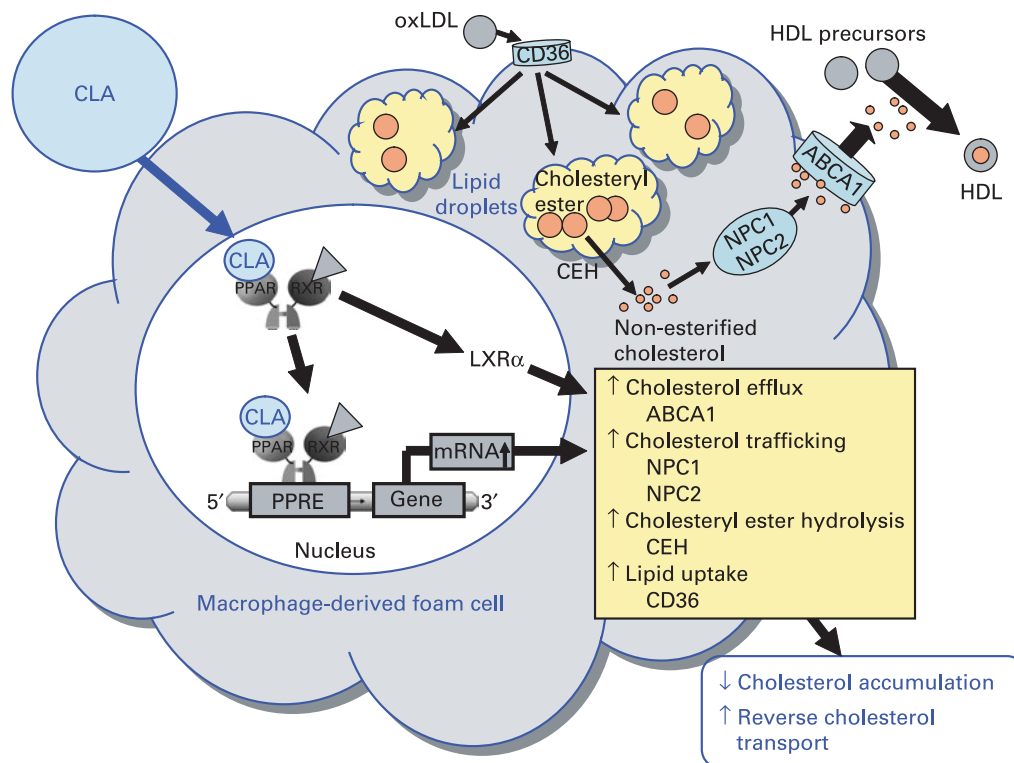 oxLDL
CD36
HDL precursors
CLA
ABCA1
HDL
Lipid
droplets
Cholesteryl
ester
NPC1
NPC2
CEH
CLA
PPAR RXR
Non-esterified
cholesterol
LXRα
↑ Cholesterol efflux
ABCA1
↑ Cholesterol trafficking
NPC1
NPC2
↑ Cholesteryl ester hydrolysis
CEH
↑ Lipid uptake
CD36
CLA
PPAR RXR
mRNA↑
5′ PPRE Gene 3′
Nucleus
Macrophage-derived foam cell
↓ Cholesterol accumulation
↑ Reverse cholesterol
transport